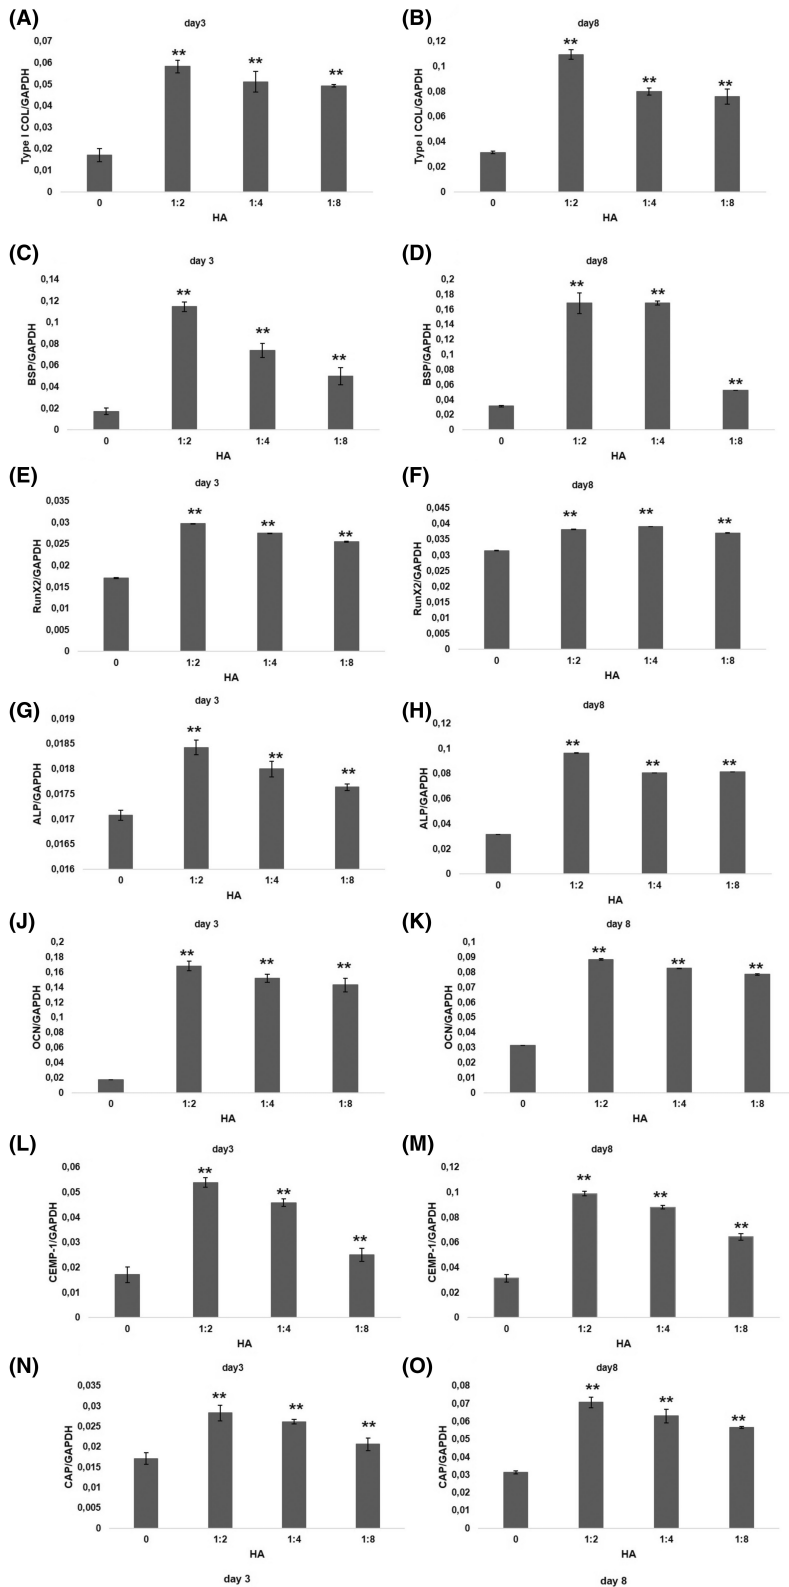 (A)
day3
Type I COL/GAPDH
0,07
0,06
0,05
0,04
0,03
0,02
0,01
0
** ** **
0 1:2 1:4 1:8
HA
(B)
day8
Type I COL/GAPDH
0,12
0,1
0,08
0,06
0,04
0,02
0
** ** **
0 1:2 1:4 1:8
HA
(C)
day 3
BSP/GAPDH
0,14
0,12
0,1
0,08
0,06
0,04
0,02
0
** ** **
0 1:2 1:4 1:8
HA
(D)
day8
BSP/GAPDH
0,2
0,18
0,16
0,14
0,12
0,1
0,08
0,06
0,04
0,02
0
** ** **
0 1:2 1:4 1:8
HA
(E)
day 3
RunX2/GAPDH
0,035
0,03
0,025
0,02
0,015
0,01
0,005
0
** ** **
0 1:2 1:4 1:8
HA
(F)
day8
RunX2/GAPDH
0,045
0,04
0,035
0,03
0,025
0,02
0,015
0,01
0,005
0
** ** **
0 1:2 1:4 1:8
HA
(G)
day 3
ALP/GAPDH
0,019
0,0185
0,018
0,0175
0,017
0,0165
0,016
** ** **
0 1:2 1:4 1:8
HA
(H)
day8
ALP/GAPDH
0,12
0,1
0,08
0,06
0,04
0,02
0
** ** **
0 1:2 1:4 1:8
HA
(J)
day 3
OCN/GAPDH
0,2
0,18
0,16
0,14
0,12
0,1
0,08
0,06
0,04
0,02
0
** ** **
0 1:2 1:4 1:8
HA
(K)
day 8
OCN/GAPDH
0,1
0,09
0,08
0,07
0,06
0,05
0,04
0,03
0,02
0,01
0
** ** **
0 1:2 1:4 1:8
HA
(L)
day3
CEMP-1/GAPDH
0,06
0,05
0,04
0,03
0,02
0,01
0
** ** **
0 1:2 1:4 1:8
HA
(M)
day8
CEMP-1/GAPDH
0,12
0,1
0,08
0,06
0,04
0,02
0
** ** **
0 1:2 1:4 1:8
HA
(N)
day3
CAP/GAPDH
0,035
0,03
0,025
0,02
0,015
0,01
0,005
0
** ** **
0 1:2 1:4 1:8
HA
day 3
(O)
day8
CAP/GAPDH
0,08
0,07
0,06
0,05
0,04
0,03
0,02
0,01
0
** ** **
0 1:2 1:4 1:8
HA
day 8